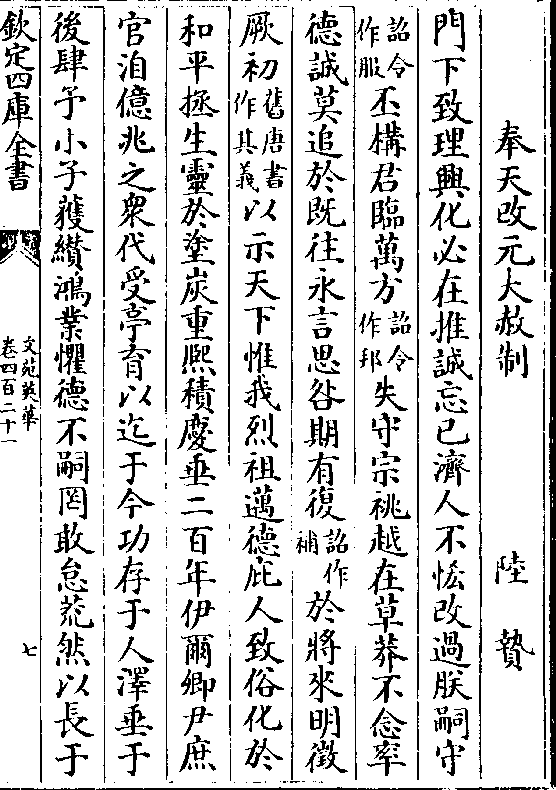 奉天改元大赦制　陸贄
門下致理興化必在推誠忘已濟人不恡改過朕嗣守
詔令作服丕構君臨萬方詔令作邦失守宗祧越在草莽不念率
德誠莫追於既往永言思咎期有復詔作補於將來明徵
厥初舊唐書作其義以示天下惟我烈祖邁德庇人致俗化於
和平拯生靈於塗炭重熙積慶垂二百年伊爾卿尹庶
官洎億兆之衆代受亭育以迄于今功存于人澤垂于
後肆予小子獲纘鴻業懼德不嗣罔敢怠荒然以長于
欽定四庫全書
文苑英華
卷四百二十一
七